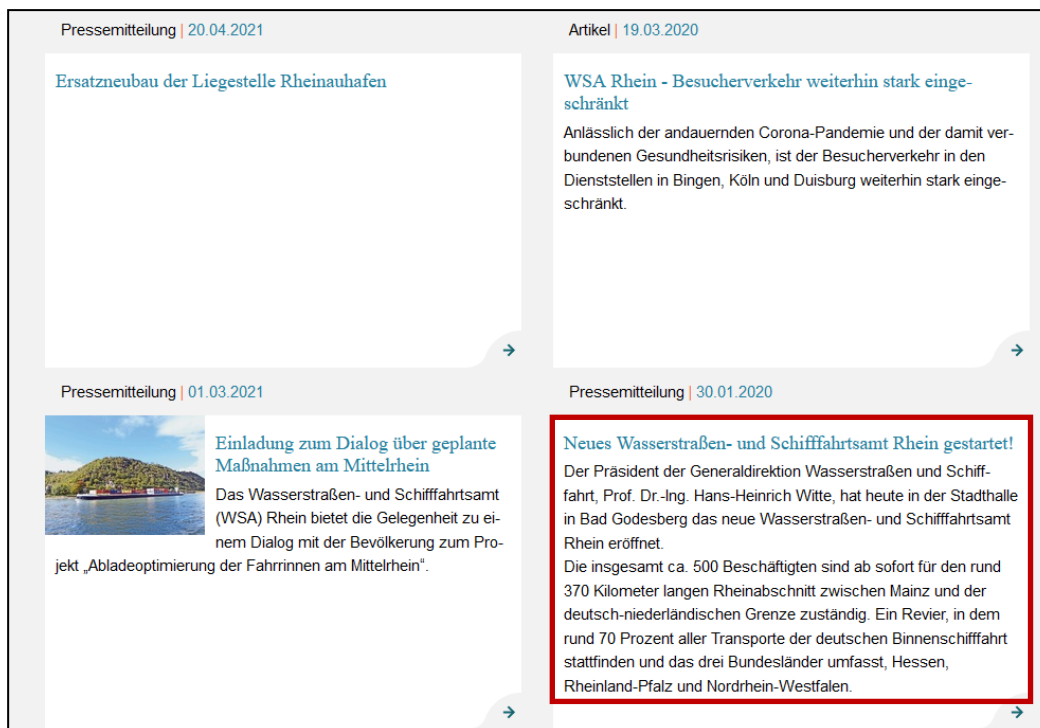 Pressemitteilung | 20.04.2021
Ersatzneubau der Liegestelle Rheinauhafen
Artikel | 19.03.2020
WSA Rhein - Besucherverkehr weiterhin stark einge-
schränkt
Anlässlich der andauernden Corona-Pandemie und der damit ver-
bundenen Gesundheitsrisiken, ist der Besucherverkehr in den
Dienststellen in Bingen, Köln und Duisburg weiterhin stark einge-
schränkt.
Pressemitteilung | 01.03.2021
Einladung zum Dialog über geplante
Maßnahmen am Mittelrhein
Das Wasserstraßen- und Schifffahrtsamt
(WSA) Rhein bietet die Gelegenheit zu ei-
nem Dialog mit der Bevölkerung zum Pro-
jekt „Abladeoptimierung der Fahrrinnen am Mittelrhein“.
Pressemitteilung | 30.01.2020
Neues Wasserstraßen- und Schifffahrtsamt Rhein gestartet!
Der Präsident der Generaldirektion Wasserstraßen und Schiff-
fahrt, Prof. Dr.-Ing. Hans-Heinrich Witte, hat heute in der Stadthalle
in Bad Godesberg das neue Wasserstraßen- und Schifffahrtsamt
Rhein eröffnet.
Die insgesamt ca. 500 Beschäftigten sind ab sofort für den rund
370 Kilometer langen Rheinabschnitt zwischen Mainz und der
deutsch-niederländischen Grenze zuständig. Ein Revier, in dem
rund 70 Prozent aller Transporte der deutschen Binnenschifffahrt
stattfinden und das drei Bundesländer umfasst, Hessen,
Rheinland-Pfalz und Nordrhein-Westfalen.